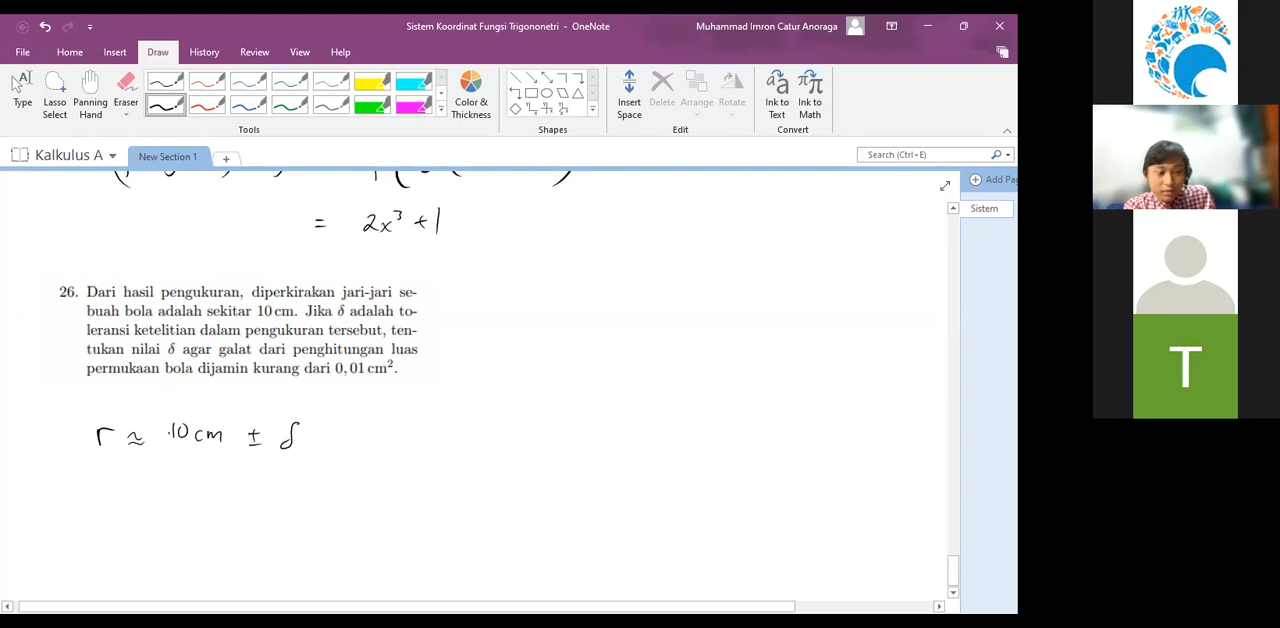 Sistem Koordinat Fungsi Trigononetri - OneNote
Muhammad Imron Catur Anoraga
File Home Insert Draw History Review View Help
Type
Lasso Select
Panning Hand
Eraser
Color & Thickness
Insert Space
Delete
Arrange
Rotate
Ink to Text
Ink to Math
Tools
Shapes
Edit
Convert
Kalkulus A
New Section 1
Search (Ctrl+E)
Add Pa
Sistem
= 2x³ + 1
26. Dari hasil pengukuran, diperkirakan jari-jari se-
buah bola adalah sekitar 10 cm. Jika δ adalah to-
leransi ketelitian dalam pengukuran tersebut, ten-
tukan nilai δ agar galat dari penghitungan luas
permukaan bola dijamin kurang dari 0, 01 cm².
r ≈ 10 cm ± δ
T